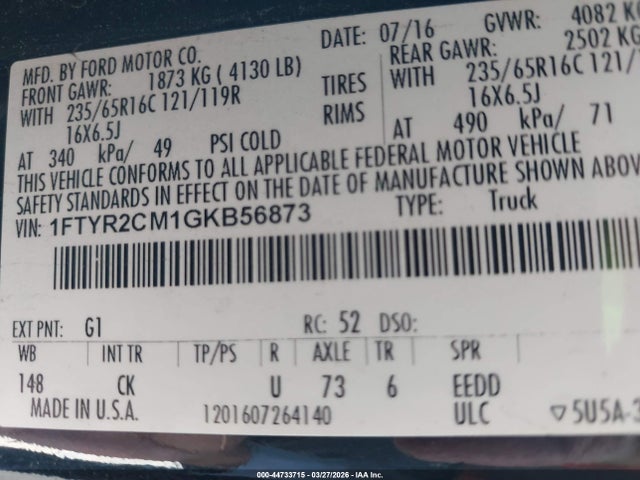 MFD. BY FORD MOTOR CO. DATE: 07/16 GVWR: 4082 KG
FRONT GAWR: 1873 KG ( 4130 LB) REAR GAWR: 2502 KG
WITH 235/65R16C 121/119R TIRES WITH 235/65R16C 121/
16X6.5J RIMS 16X6.5J
AT 340 kPa/ 49 PSI COLD AT 490 kPa/ 71
THIS VEHICLE CONFORMS TO ALL APPLICABLE FEDERAL MOTOR VEHICLE
SAFETY STANDARDS IN EFFECT ON THE DATE OF MANUFACTURE SHOWN ABOV
VIN: 1FTYR2CM1GKB56873 TYPE: Truck
EXT PNT: G1 RC: 52 DSO:
WB INT TR TP/PS R AXLE TR SPR
148 CK U 73 6 EEDD
MADE IN U.S.A. 1201607264140 ULC ▽5U5A-
000-44733715 - 03/27/2026 - IAA Inc.